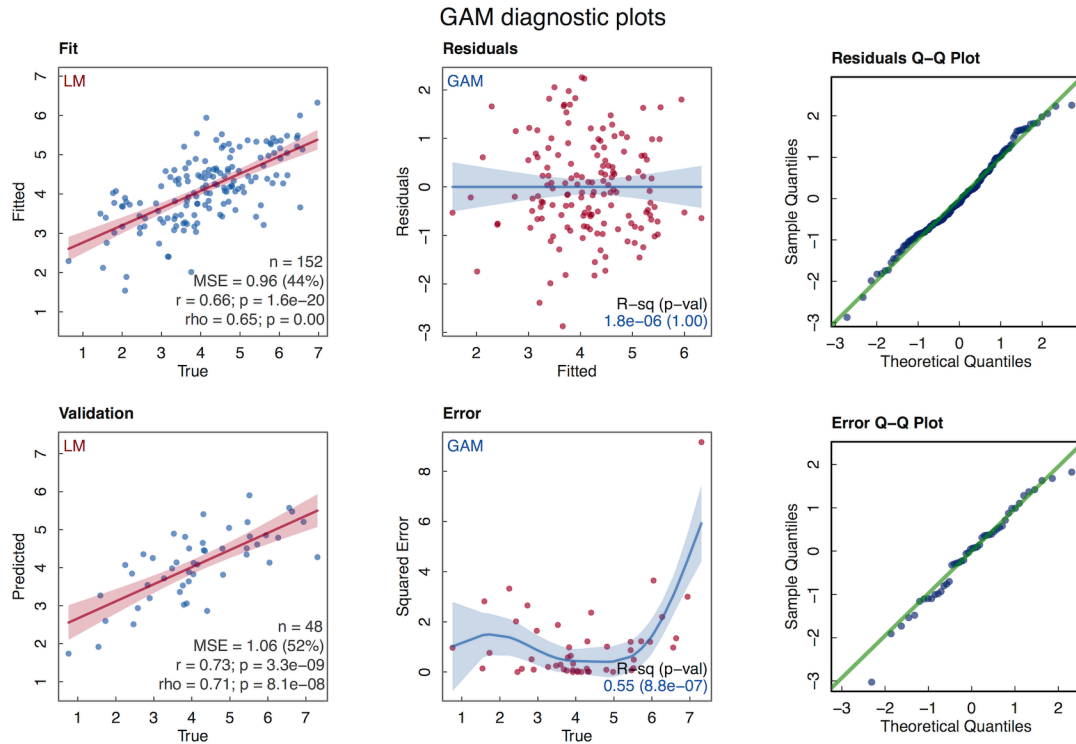 GAM diagnostic plots
Fit
LM
7
6
5
4
3
2
1
Fitted
n = 152
MSE = 0.96 (44%)
r = 0.66; p = 1.6e−20
rho = 0.65; p = 0.00
1 2 3 4 5 6 7
True
Residuals
GAM
2
1
0
−1
−2
−3
Residuals
R−sq (p−val)
1.8e−06 (1.00)
2 3 4 5 6
Fitted
Residuals Q−Q Plot
2
1
0
−1
−2
−3
Sample Quantiles
−3 −2 −1 0 1 2
Theoretical Quantiles
Validation
LM
7
6
5
4
3
2
1
Predicted
n = 48
MSE = 1.06 (52%)
r = 0.73; p = 3.3e−09
rho = 0.71; p = 8.1e−08
1 2 3 4 5 6 7
True
Error
GAM
8
6
4
2
0
Squared Error
R−sq (p−val)
0.55 (8.8e−07)
1 2 3 4 5 6 7
True
Error Q−Q Plot
2
1
0
−1
−2
−3
Sample Quantiles
−3 −2 −1 0 1 2
Theoretical Quantiles